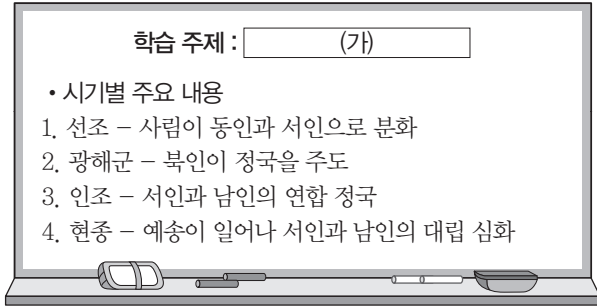 학습 주제 : (가)
• 시기별 주요 내용
1. 선조 – 사림이 동인과 서인으로 분화
2. 광해군 – 북인이 정국을 주도
3. 인조 – 서인과 남인의 연합 정국
4. 현종 – 예송이 일어나 서인과 남인의 대립 심화